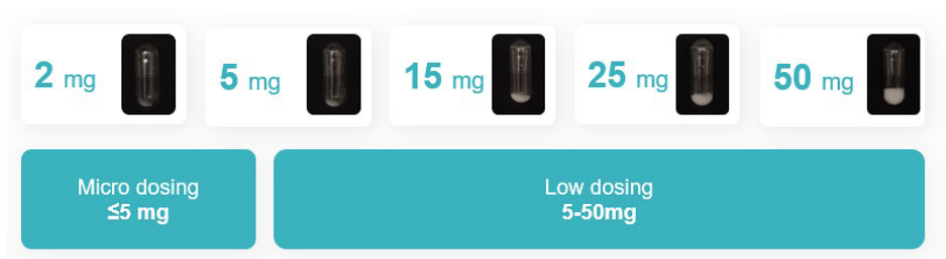 2 mg
5 mg
15 mg
25 mg
50 mg
Micro dosing
≤5 mg
Low dosing
5-50mg